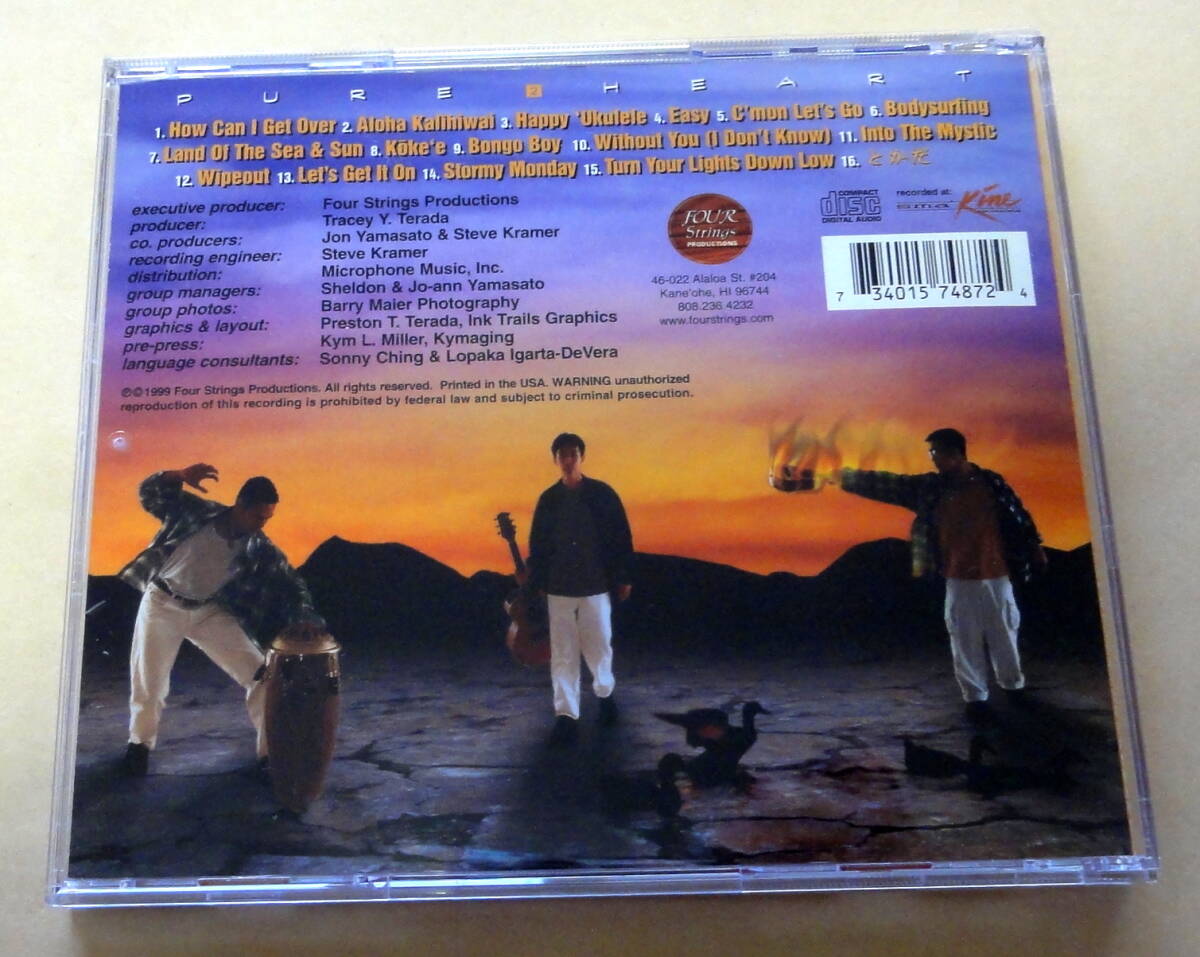 PURE 2 HEART
1. How Can I Get Over 2. Aloha Kalihiwai 3. Happy 'Ukulele 4. Easy 5. C'mon Let's Go 6. Bodysurfing
7. Land Of The Sea & Sun 8. Kōke'e 9. Bongo Boy 10. Without You (I Don't Know) 11. Into The Mystic
12. Wipeout 13. Let's Get It On 14. Stormy Monday 15. Turn Your Lights Down Low 16. とかだ
executive producer: Four Strings Productions
producer: Tracey Y. Terada
co. producers: Jon Yamasato & Steve Kramer
recording engineer: Steve Kramer
distribution: Microphone Music, Inc.
group managers: Sheldon & Jo-ann Yamasato
group photos: Barry Maier Photography
graphics & layout: Preston T. Terada, Ink Trails Graphics
pre-press: Kym L. Miller, Kymaging
language consultants: Sonny Ching & Lopaka Igarta-DeVera
℗©1999 Four Strings Productions. All rights reserved. Printed in the USA. WARNING unauthorized
reproduction of this recording is prohibited by federal law and subject to criminal prosecution.
FOUR
Strings
PRODUCTIONS
46-022 Alaloa St. #204
Kane'ohe, HI 96744
808.236.4232
www.fourstrings.com
COMPACT
disc
DIGITAL AUDIO
recorded at:
Kine
7 34015 74872 4